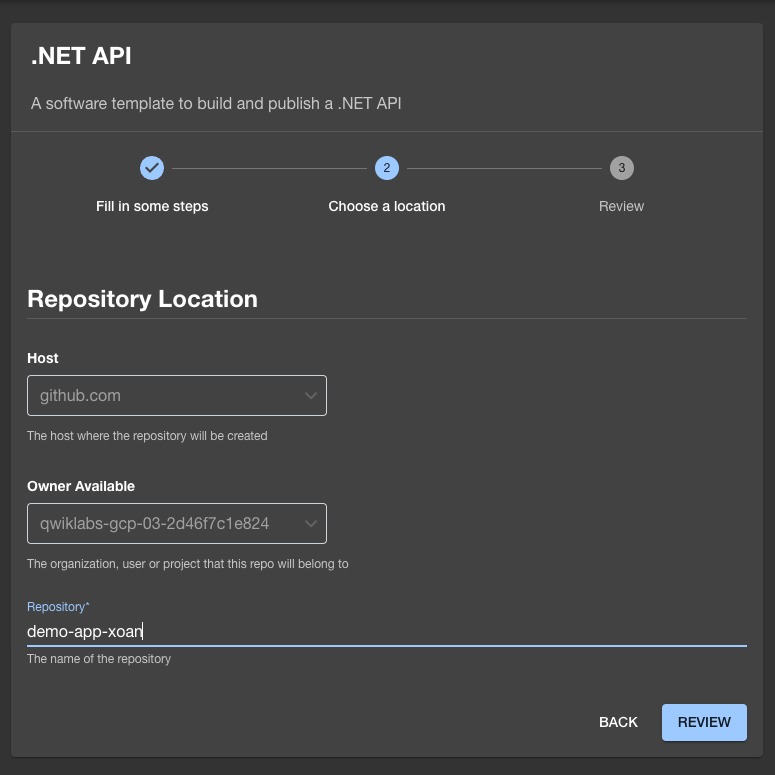 .NET API
A software template to build and publish a .NET API
2
3
Fill in some steps
Choose a location
Review
Repository Location
Host
github.com
The host where the repository will be created
Owner Available
qwiklabs-gcp-03-2d46f7c1e824
The organization, user or project that this repo will belong to
Repository*
demo-app-xoan
The name of the repository
BACK
REVIEW